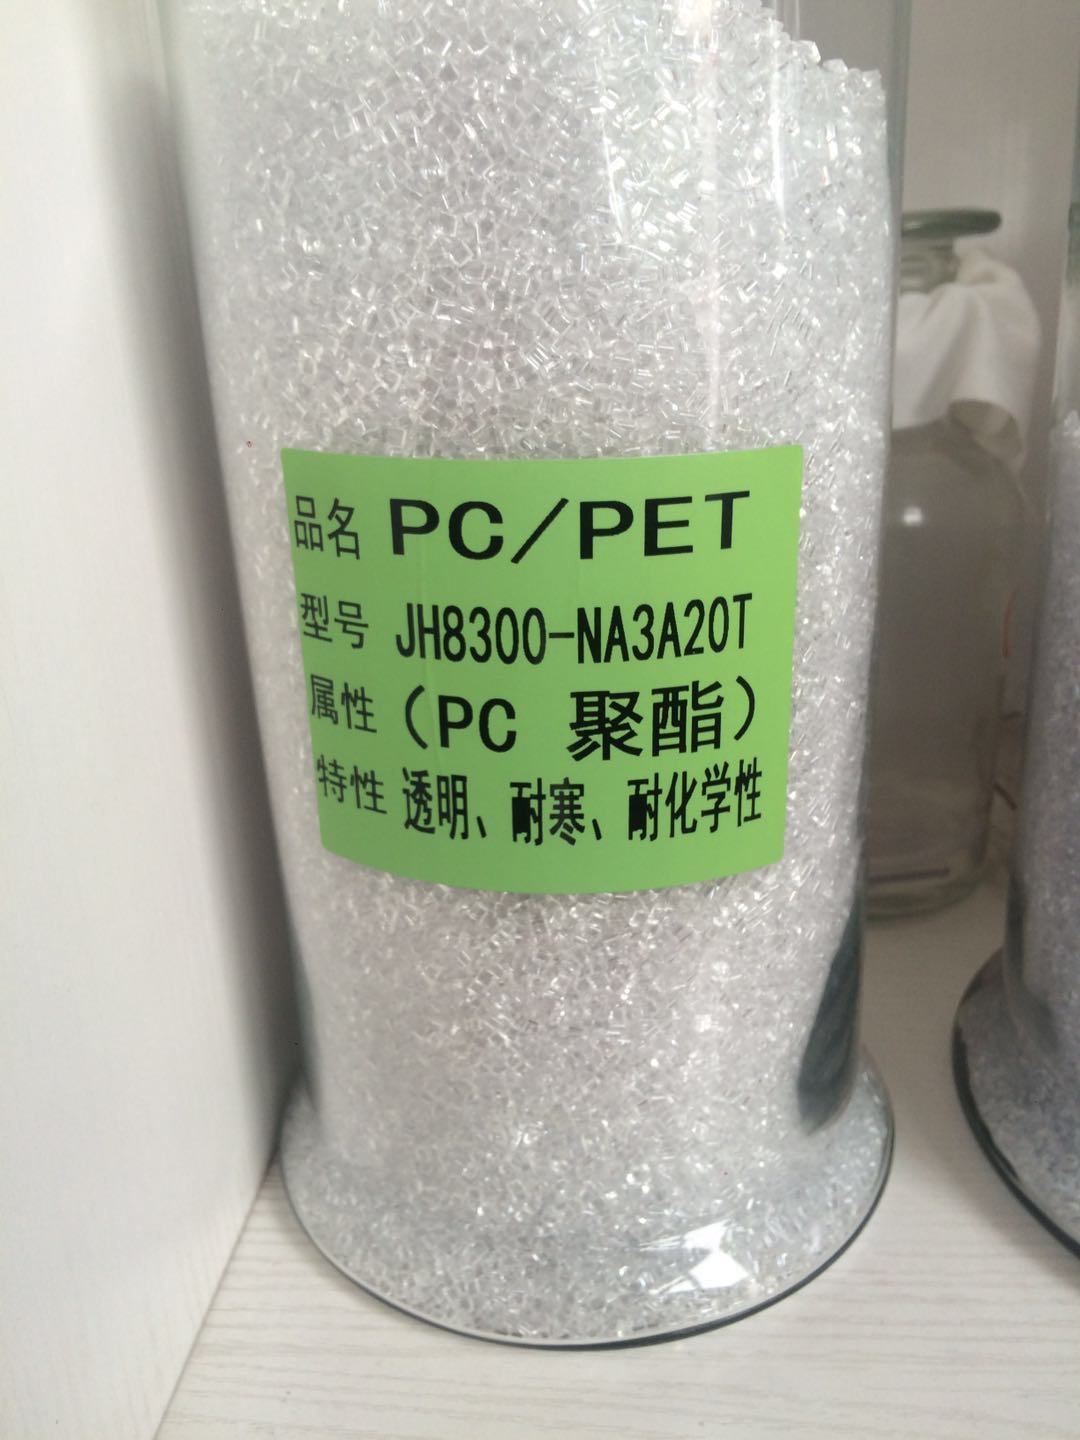 品名 PC/PET
型号 JH8300-NA3A20T
属性 (PC 聚酯)
特性 透明、耐寒、耐化学性